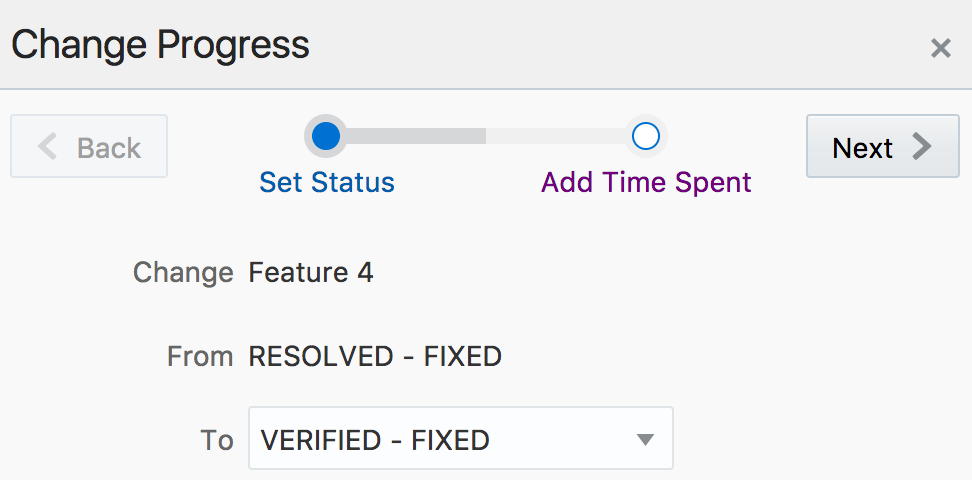 Change Progress
Back
Next
Set Status
Add Time Spent
Change Feature 4
From RESOLVED - FIXED
To VERIFIED - FIXED